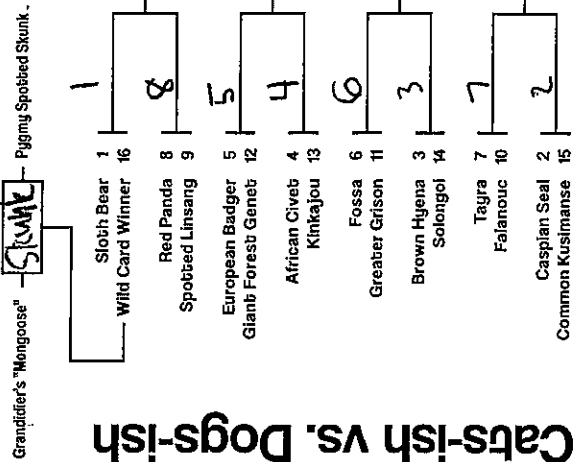 Grandidier's "Mongoose"
Skunk
Pygmy Spotted Skunk
Sloth Bear 1
Wild Card Winner 16
1
Red Panda 8
Spotted Linsang 9
8
European Badger 5
Giant Forest Genet 12
5
African Civet 4
Kinkajou 13
4
Fossa 6
Greater Grison 11
6
Brown Hyena 3
Solongoi 14
3
Tayra 7
Falanouc 10
7
Caspian Seal 2
Common Kusimanse 15
2
Cats-ish vs. Dogs-ish